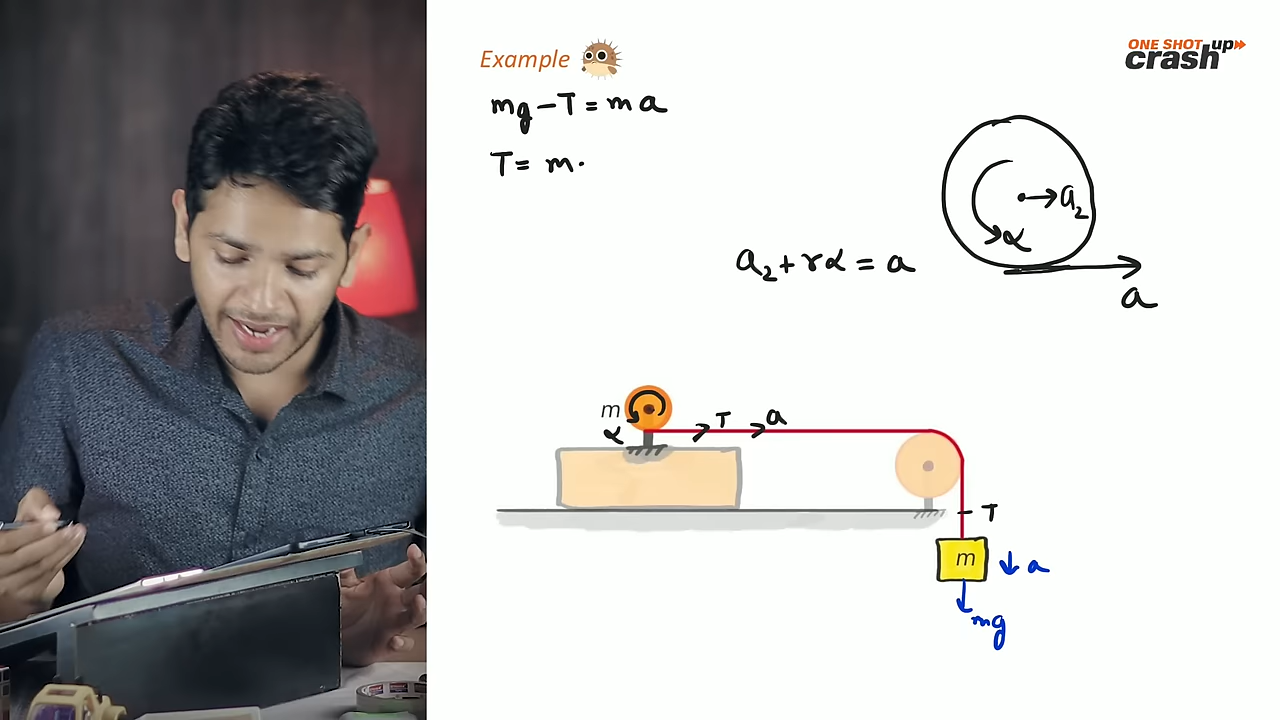 Example
ONE SHOT
crash up
mg - T = ma
T = m.
a₂
α
a₂ + rα = a
a
m
α
T
a
T
m
a
mg